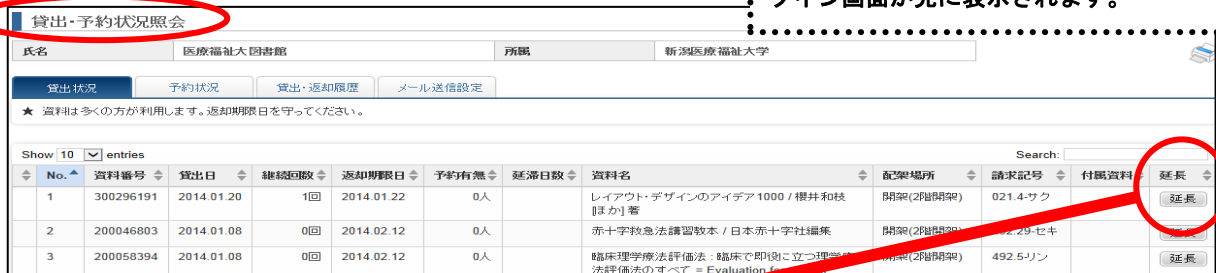 グイン画面が先に表示されます。
貸出・予約状況照会
氏名 医療福祉大図書館 所属 新潟医療福祉大学
貸出状況 予約状況 貸出・返却履歴 メール送信設定
★ 資料は多くの方が利用します。返却期限日を守ってください。
Show 10 entries Search:
No. 資料番号 貸出日 継続回数 返却期限日 予約有無 延滞日数 資料名 配架場所 請求記号 付属資料 延長
1 300296191 2014.01.20 1回 2014.01.22 0人 レイアウト・デザインのアイデア1000 / 櫻井和枝 開架(2階開架) 021.4-サク 延長
[ほか] 著
2 200046803 2014.01.08 0回 2014.02.12 0人 赤十字救急法講習教本 / 日本赤十字社編集 開架(2階開架) 29-セキ 延長
3 200058394 2014.01.08 0回 2014.02.12 0人 臨床理学療法評価法 : 臨床で即役に立つ理学療 開架(2階開架) 492.5-リン 延長
法評価法のすべて = Evaluation